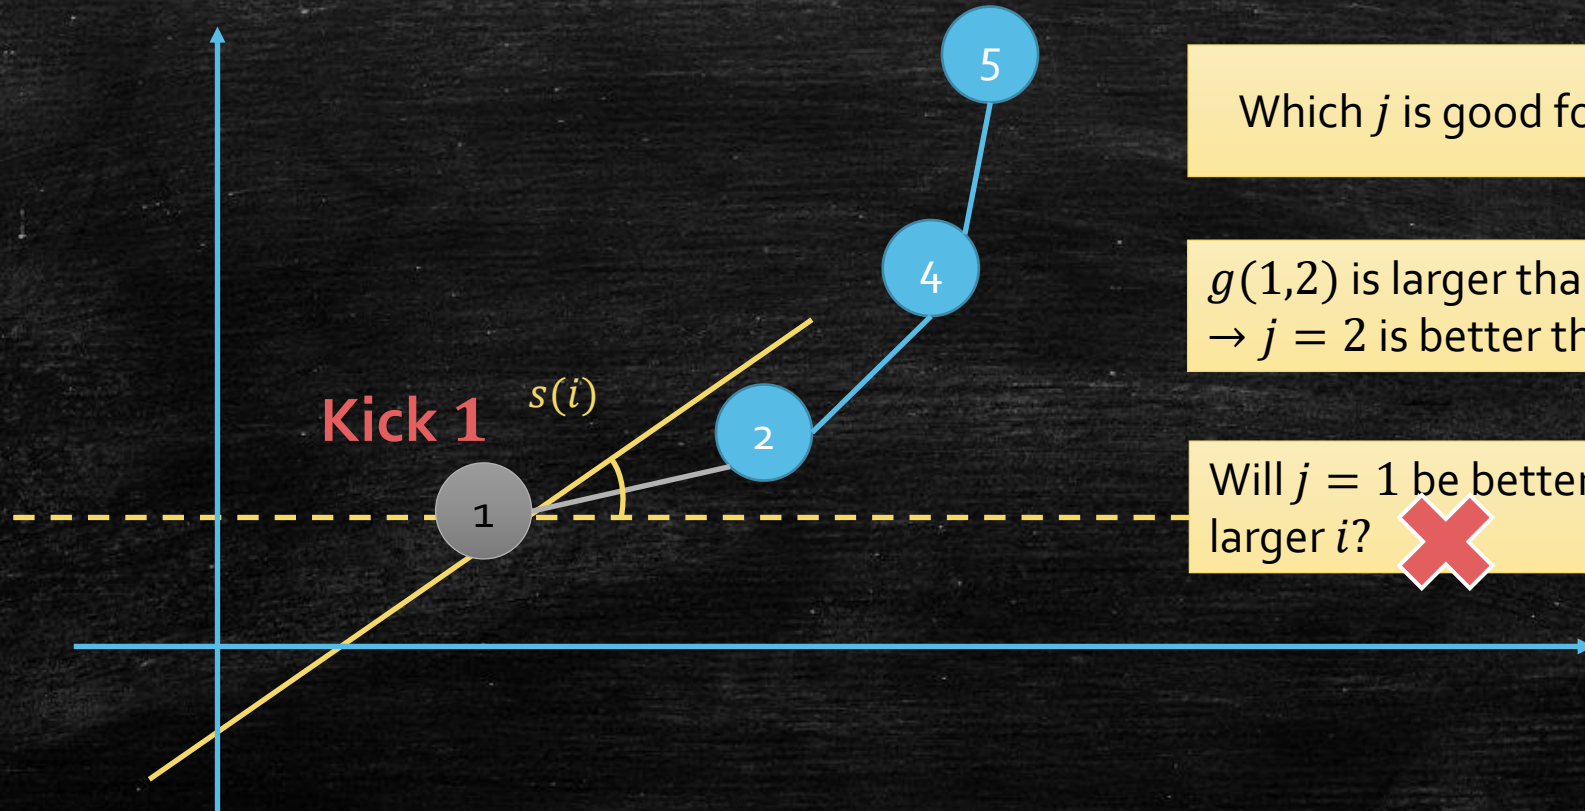 5
Which j is good fo
4
g(1,2) is larger tha
→ j = 2 is better th
s(i)
Kick 1
2
Will j = 1 be better
larger i?
1